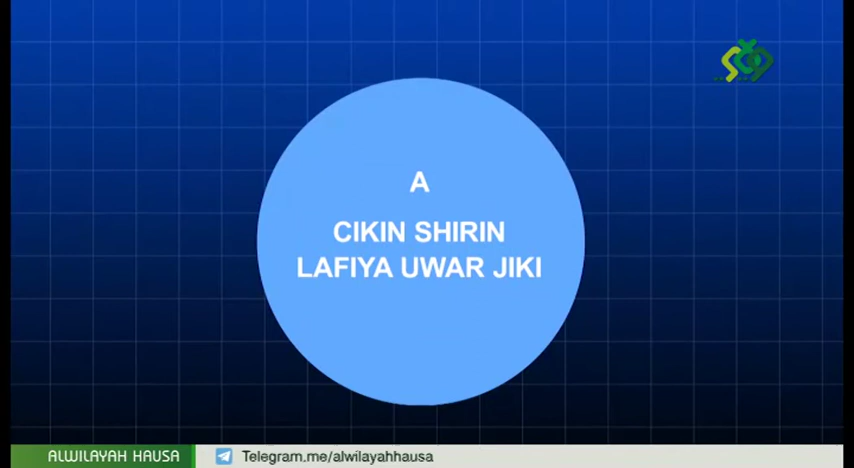 A
CIKIN SHIRIN
LAFIYA UWAR JIKI
ALWILAYAH HAUSA
Telegram.me/alwilayahhausa